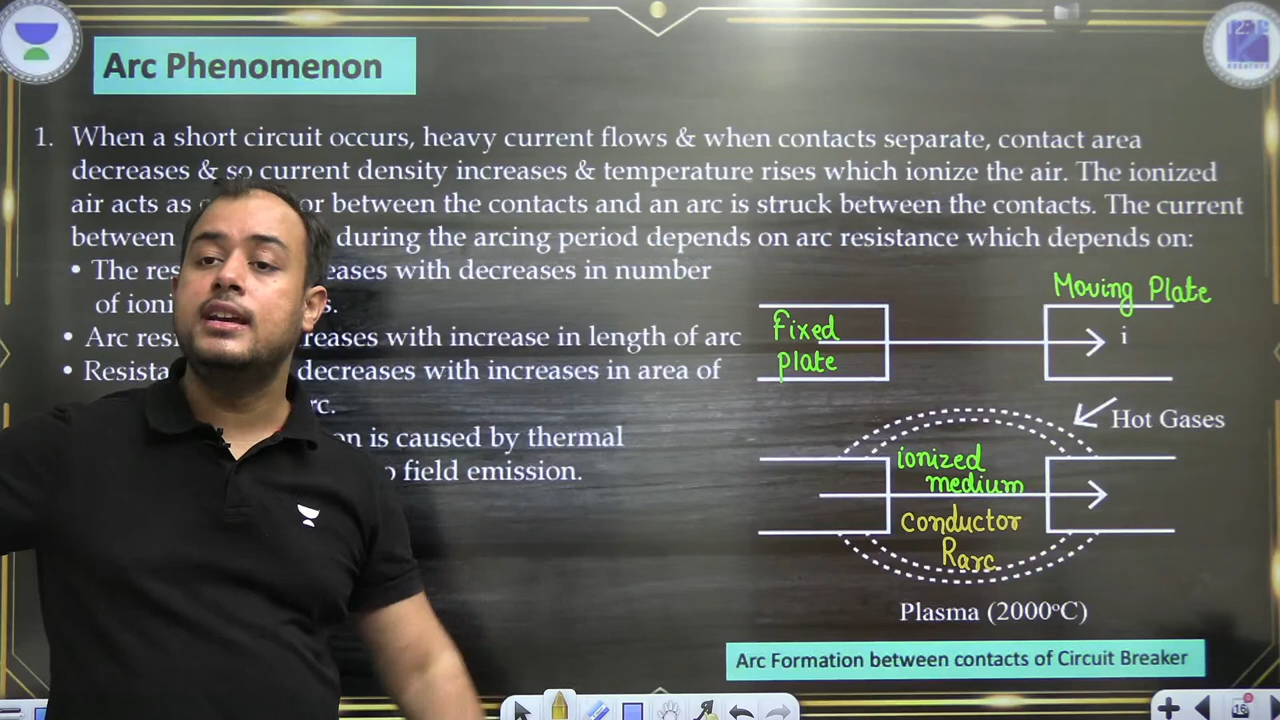 Arc Phenomenon
12:19
1. When a short circuit occurs, heavy current flows & when contacts separate, contact area
decreases & so current density increases & temperature rises which ionize the air. The ionized
air acts as or between the contacts and an arc is struck between the contacts. The current
between during the arcing period depends on arc resistance which depends on:
• The res eases with decreases in number
of ioni s.
• Arc resi reases with increase in length of arc
• Resista decreases with increases in area of
rc.
on is caused by thermal
o field emission.
Moving Plate
Fixed
Plate
i
Hot Gases
ionized
medium
Conductor
Rarc
Plasma (2000°C)
Arc Formation between contacts of Circuit Breaker
16